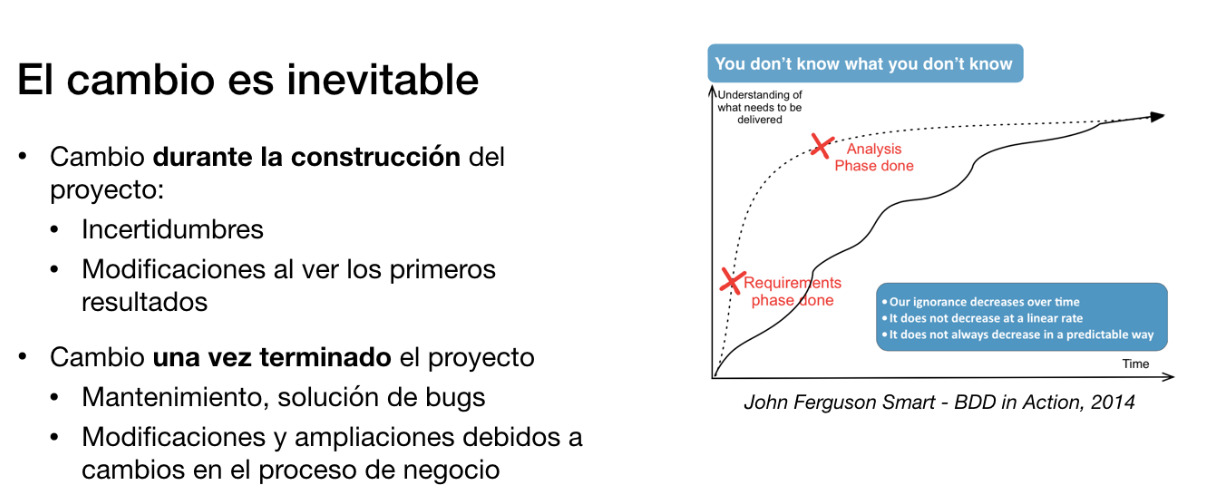 El cambio es inevitable
• Cambio durante la construcción del
proyecto:
• Incertidumbres
• Modificaciones al ver los primeros
resultados
• Cambio una vez terminado el proyecto
• Mantenimiento, solución de bugs
• Modificaciones y ampliaciones debidos a
cambios en el proceso de negocio
You don't know what you don't know
Understanding of
what needs to be
delivered
Analysis
Phase done
Requirements
phase done
• Our ignorance decreases over time
• It does not decrease at a linear rate
• It does not always decrease in a predictable way
Time
John Ferguson Smart - BDD in Action, 2014